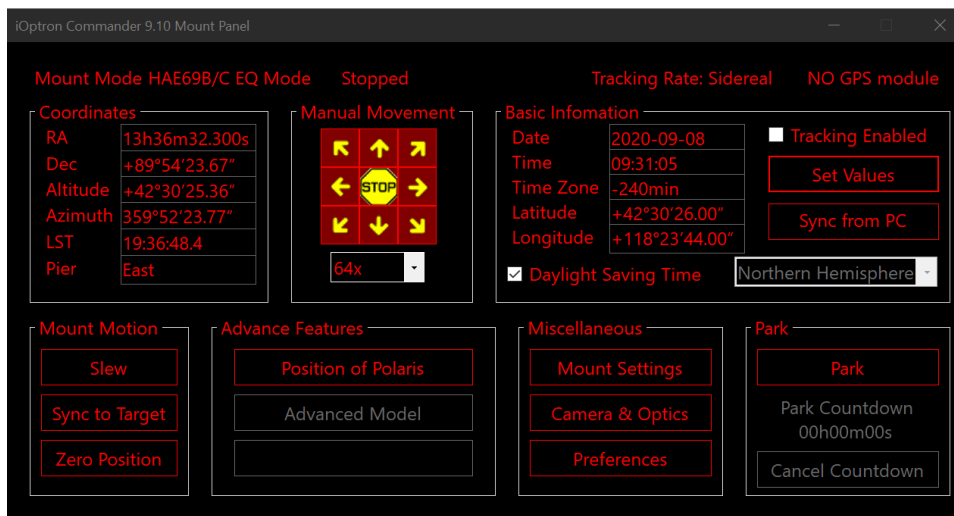 iOptron Commander 9.10 Mount Panel
Mount Mode HAE69B/C EQ Mode Stopped Tracking Rate: Sidereal NO GPS module
Coordinates
RA 13h36m32.300s
Dec +89°54'23.67"
Altitude +42°30'25.36"
Azimuth 359°52'23.77"
LST 19:36:48.4
Pier East
Manual Movement
STOP
64x
Basic Infomation
Date 2020-09-08
Time 09:31:05
Time Zone -240min
Latitude +42°30'26.00"
Longitude +118°23'44.00"
Daylight Saving Time
Tracking Enabled
Set Values
Sync from PC
Northern Hemisphere
Mount Motion
Slew
Sync to Target
Zero Position
Advance Features
Position of Polaris
Advanced Model
Miscellaneous
Mount Settings
Camera & Optics
Preferences
Park
Park
Park Countdown
00h00m00s
Cancel Countdown